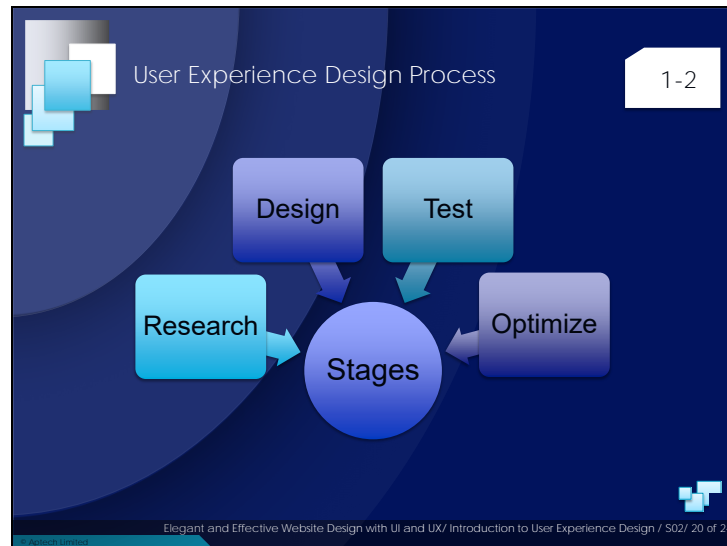 User Experience Design Process
1-2
Design
Test
Research
Optimize
Stages
Elegant and Effective Website Design with UI and UX/ Introduction to User Experience Design / S02/ 20 of 2
© Aptech Limited